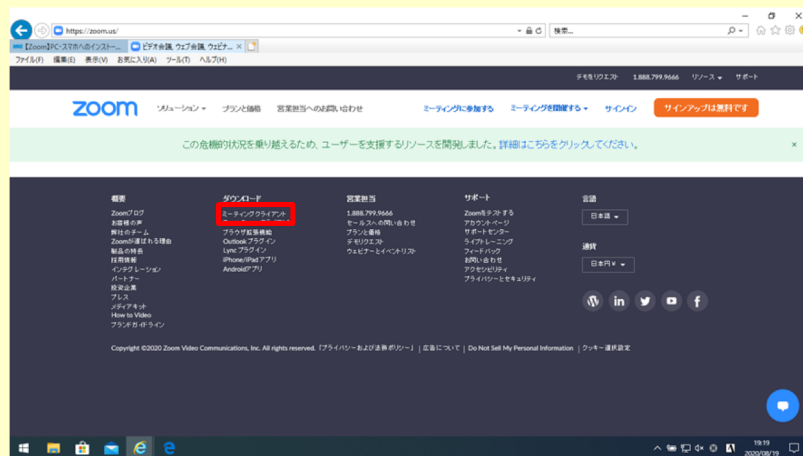 https://zoom.us/
検索...
【Zoom】PC・スマホへのインストー...
ビデオ会議, ウェブ会議, ウェビナ...
ファイル(F) 編集(E) 表示(V) お気に入り(A) ツール(T) ヘルプ(H)
デモをリクエスト 1.888.799.9666 リソース サポート
zoom ソリューション プランと価格 営業担当へのお問い合わせ ミーティングに参加する ミーティングを開催する サインイン サインアップは無料です
この危機的状況を乗り越えるため、ユーザーを支援するリソースを開発しました。詳細はこちらをクリックしてください。 ×
概要
Zoomブログ
お客様の声
弊社のチーム
Zoomが選ばれる理由
製品の特長
採用情報
インテグレーション
パートナー
投資企業
プレス
メディアキット
How to Video
ブランドガイドライン
ダウンロード
ミーティングクライアント
ブラウザ拡張機能
Outlookプラグイン
Lyncプラグイン
iPhone/iPadアプリ
Androidアプリ
営業担当
1.888.799.9666
セールスへの問い合わせ
プランと価格
デモリクエスト
ウェビナーとイベントリスト
サポート
Zoomをテストする
アカウントページ
サポートセンター
ライブトレーニング
フィードバック
お問い合わせ
アクセシビリティ
プライバシーとセキュリティ
言語
日本語
通貨
日本円 ¥
Copyright ©2020 Zoom Video Communications, Inc. All rights reserved. 「プライバシーおよび法務ポリシー」 | 広告について | Do Not Sell My Personal Information | クッキー選択設定
19:19
2020/08/19